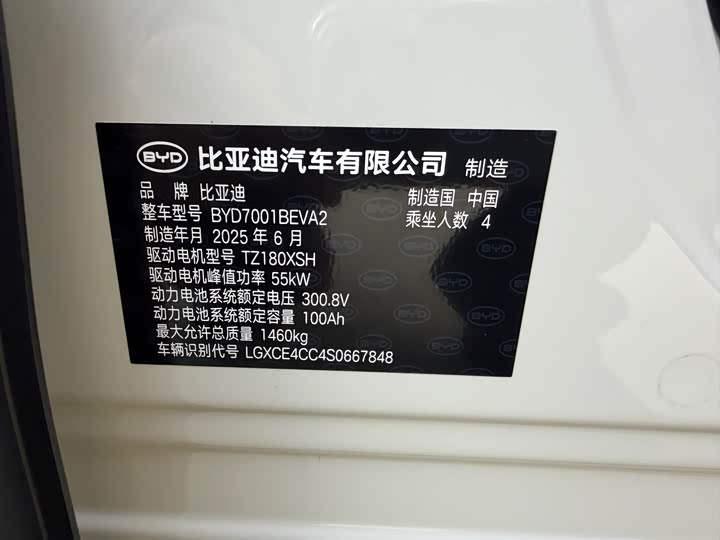 BYD 比亚迪汽车有限公司 制造
品 牌 比亚迪 制造国 中国
整车型号 BYD7001BEVA2 乘坐人数 4
制造年月 2025 年 6 月
驱动电机型号 TZ180XSH
驱动电机峰值功率 55kW
动力电池系统额定电压 300.8V
动力电池系统额定容量 100Ah
最大允许总质量 1460kg
车辆识别代号 LGXCE4CC4S0667848